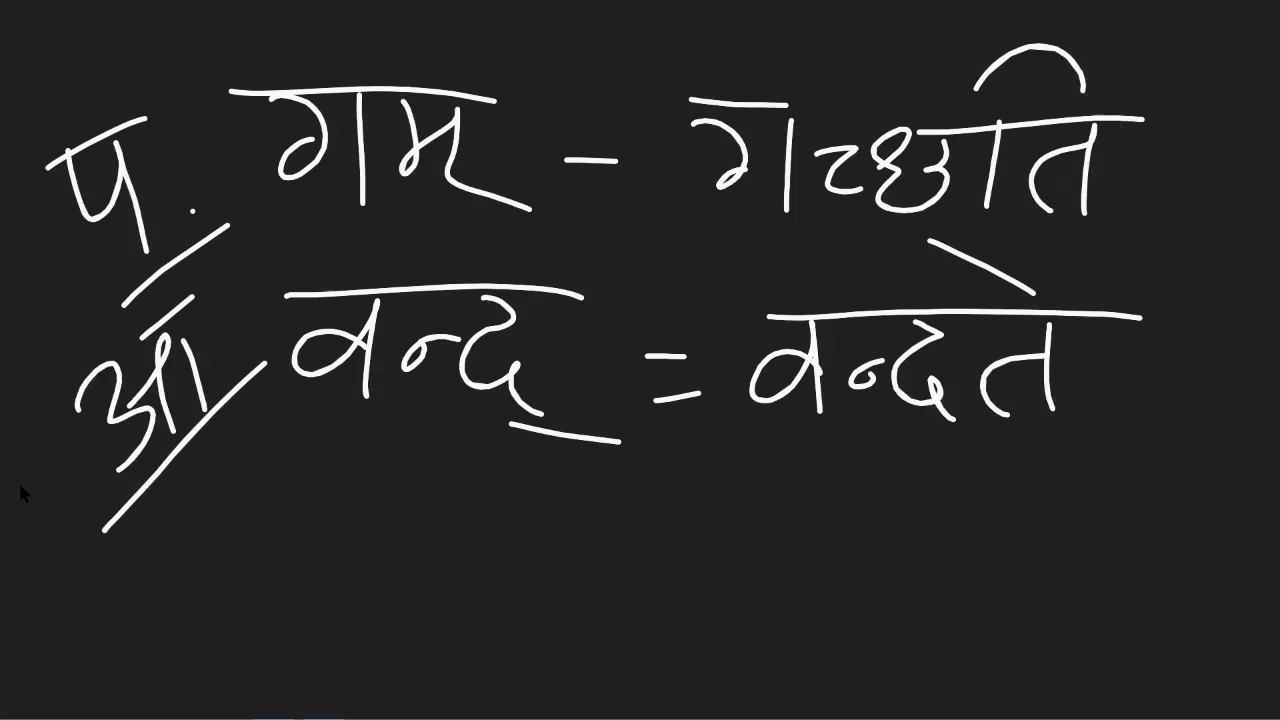 प. गम् - गच्छति
आ वन्द् = वन्दते